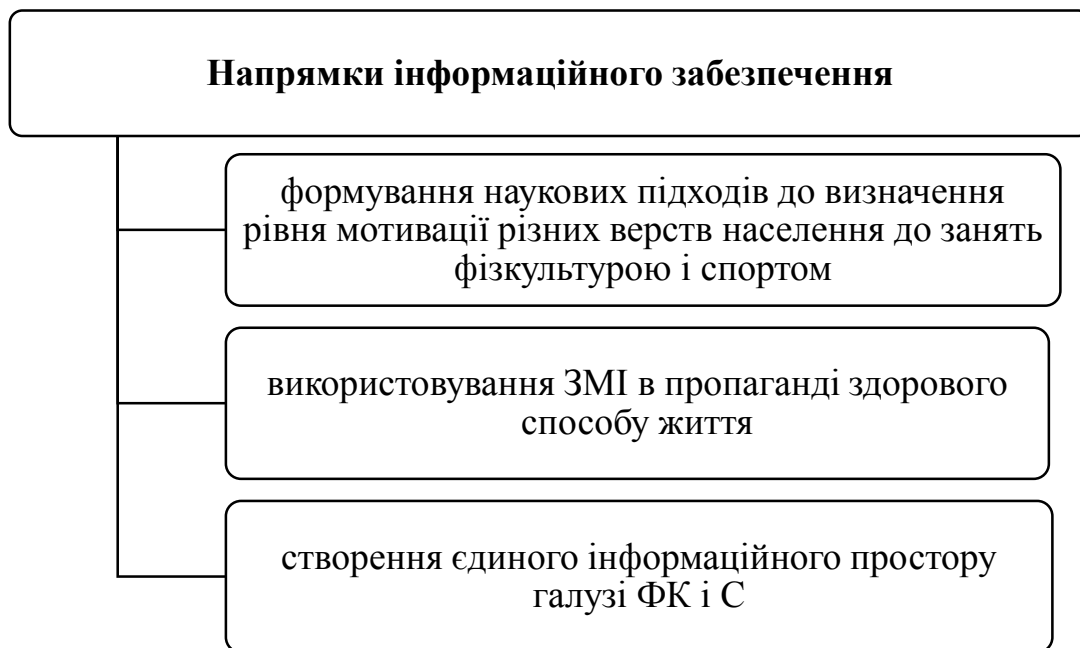 Напрямки інформаційного забезпечення
формування наукових підходів до визначення
рівня мотивації різних верств населення до занять
фізкультурою і спортом
використовування ЗМІ в пропаганді здорового
способу життя
створення єдиного інформаційного простору
галузі ФК і С